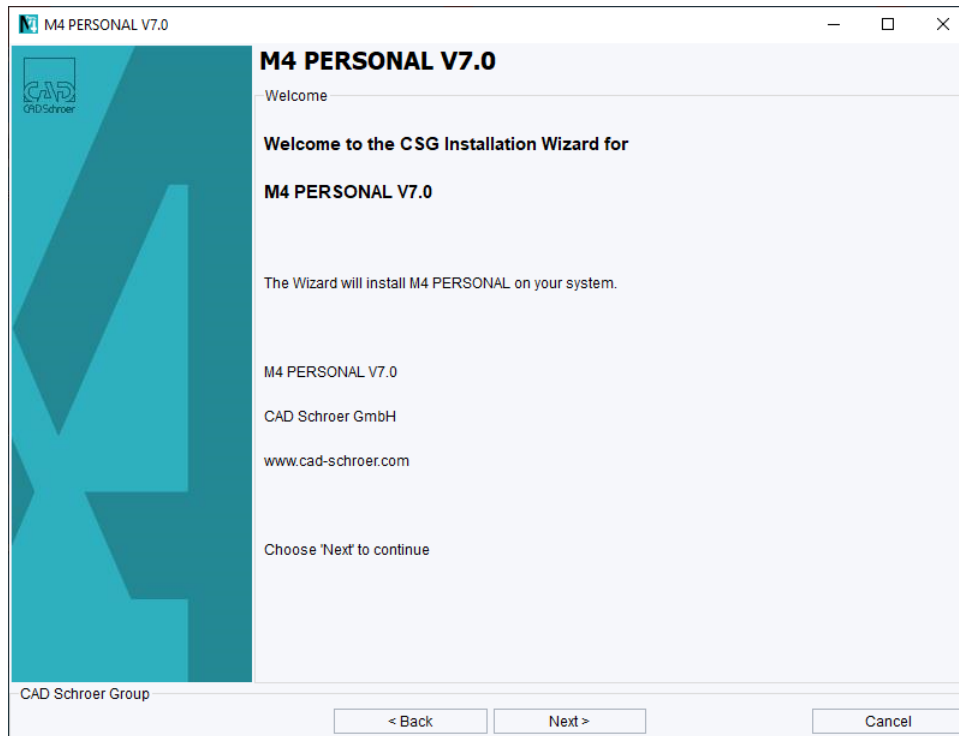 M4 PERSONAL V7.0
CAD
CADSchroer
M4 PERSONAL V7.0
Welcome
Welcome to the CSG Installation Wizard for
M4 PERSONAL V7.0
The Wizard will install M4 PERSONAL on your system.
M4 PERSONAL V7.0
CAD Schroer GmbH
www.cad-schroer.com
Choose 'Next' to continue
CAD Schroer Group
< Back
Next >
Cancel